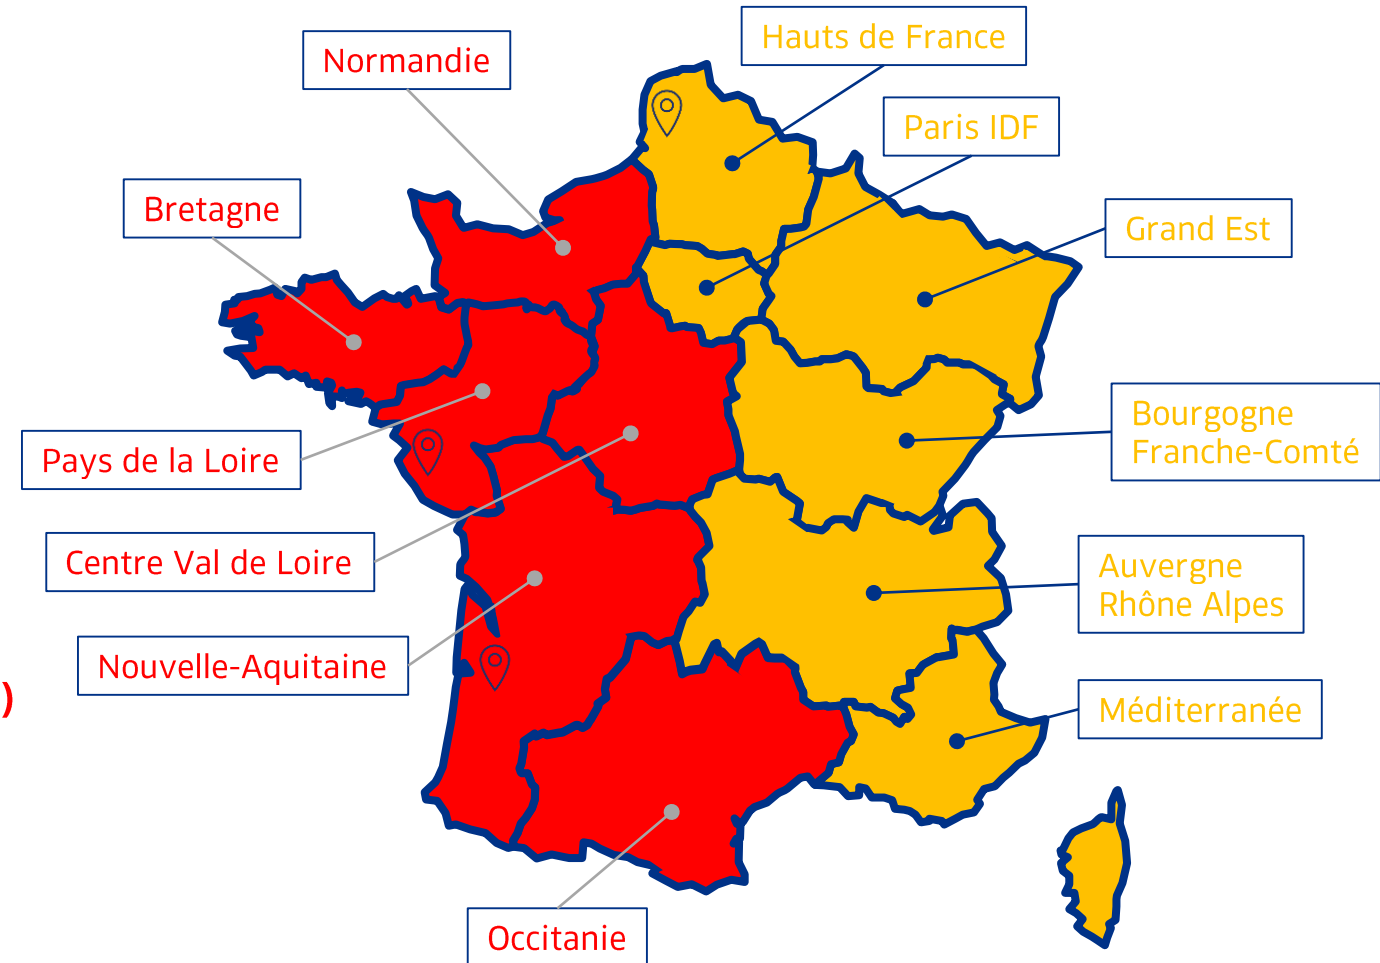 Hauts de France
Normandie
Paris IDF
Bretagne
Grand Est
Bourgogne
Franche-Comté
Pays de la Loire
Centre Val de Loire
Auvergne
Rhône Alpes
Nouvelle-Aquitaine
)
Méditerranée
Occitanie